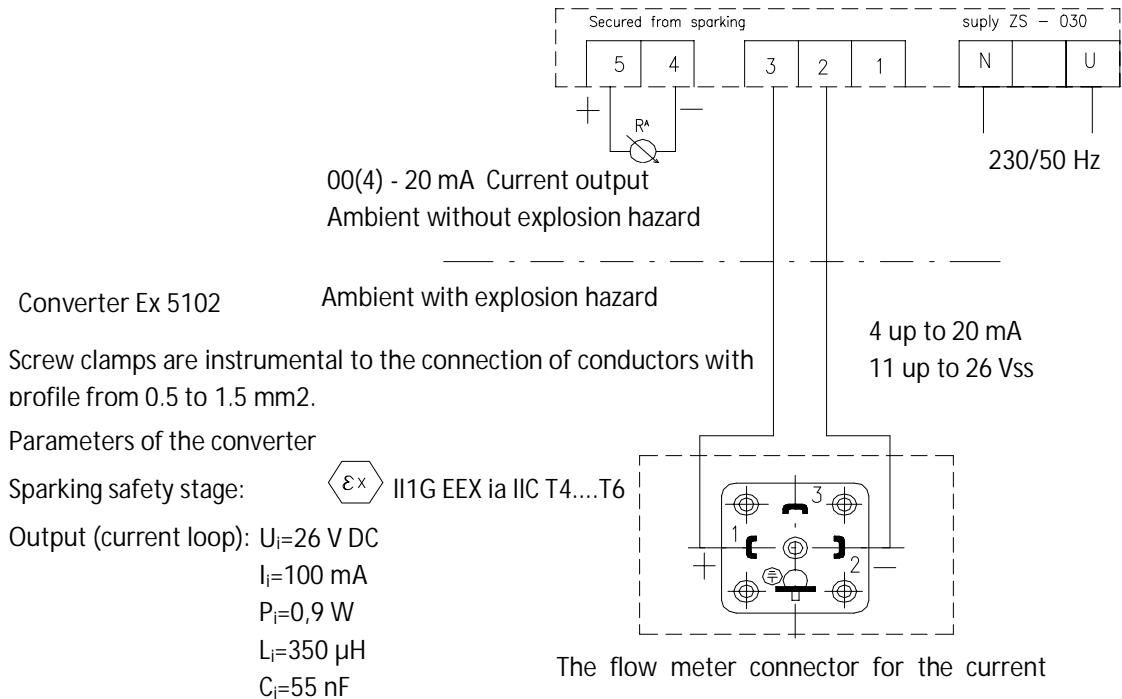 Secured from sparking
suply ZS - 030
5 4 3 2 1 N U
+ −
RA
230/50 Hz
00(4) - 20 mA Current output
Ambient without explosion hazard
Converter Ex 5102
Ambient with explosion hazard
4 up to 20 mA
11 up to 26 Vss
Screw clamps are instrumental to the connection of conductors with
profile from 0.5 to 1.5 mm2.
Parameters of the converter
Sparking safety stage: εx II1G EEX ia IIC T4....T6
Output (current loop): Ui=26 V DC
Ii=100 mA
Pi=0,9 W
Li=350 µH
Ci=55 nF
3
1
2
+ −
The flow meter connector for the current